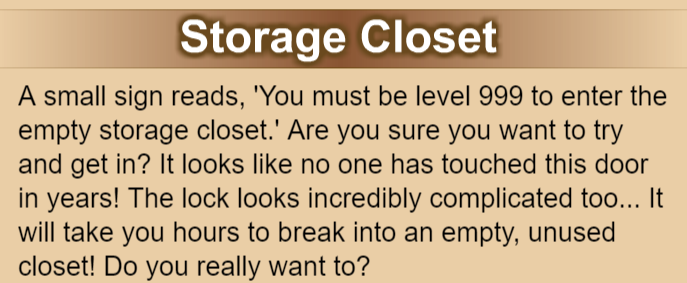 Storage Closet
A small sign reads, 'You must be level 999 to enter the
empty storage closet.' Are you sure you want to try
and get in? It looks like no one has touched this door
in years! The lock looks incredibly complicated too... It
will take you hours to break into an empty, unused
closet! Do you really want to?